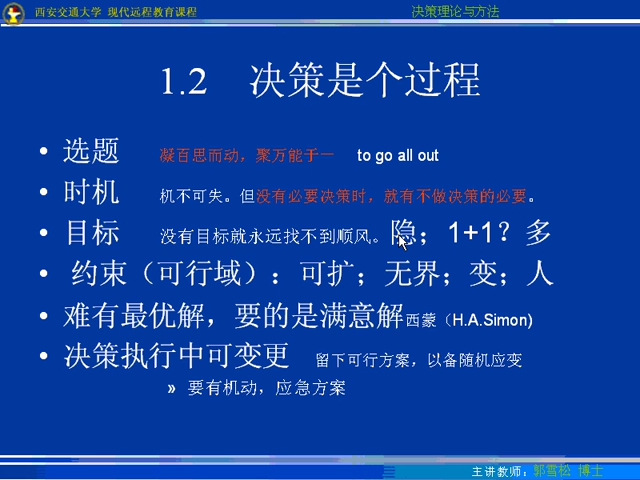 西安交通大学 现代远程教育课程
决策理论与方法
1.2 决策是个过程
• 选题 凝百思而动，聚万能于一 to go all out
• 时机 机不可失。但没有必要决策时，就有不做决策的必要。
• 目标 没有目标就永远找不到顺风。隐；1+1？多
• 约束（可行域）：可扩；无界；变；人
• 难有最优解，要的是满意解西蒙（H.A.Simon)
• 决策执行中可变更 留下可行方案，以备随机应变
» 要有机动，应急方案
主讲教师：郭雪松 博士